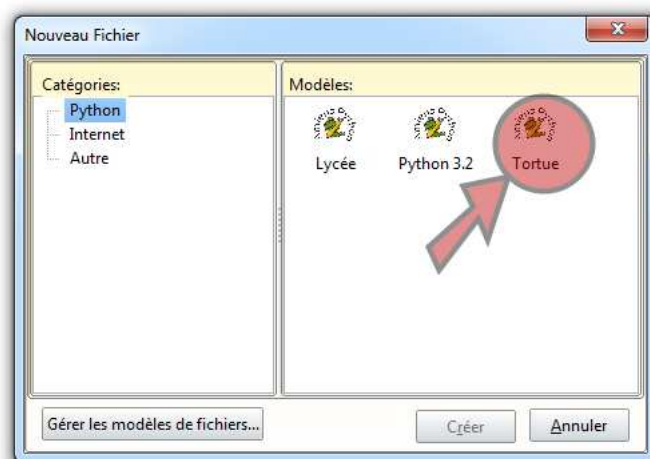 Nouveau Fichier
Catégories:
Python
Internet
Autre
Modèles:
Lycée
Python 3.2
Tortue
Gérer les modèles de fichiers...
Créer
Annuler